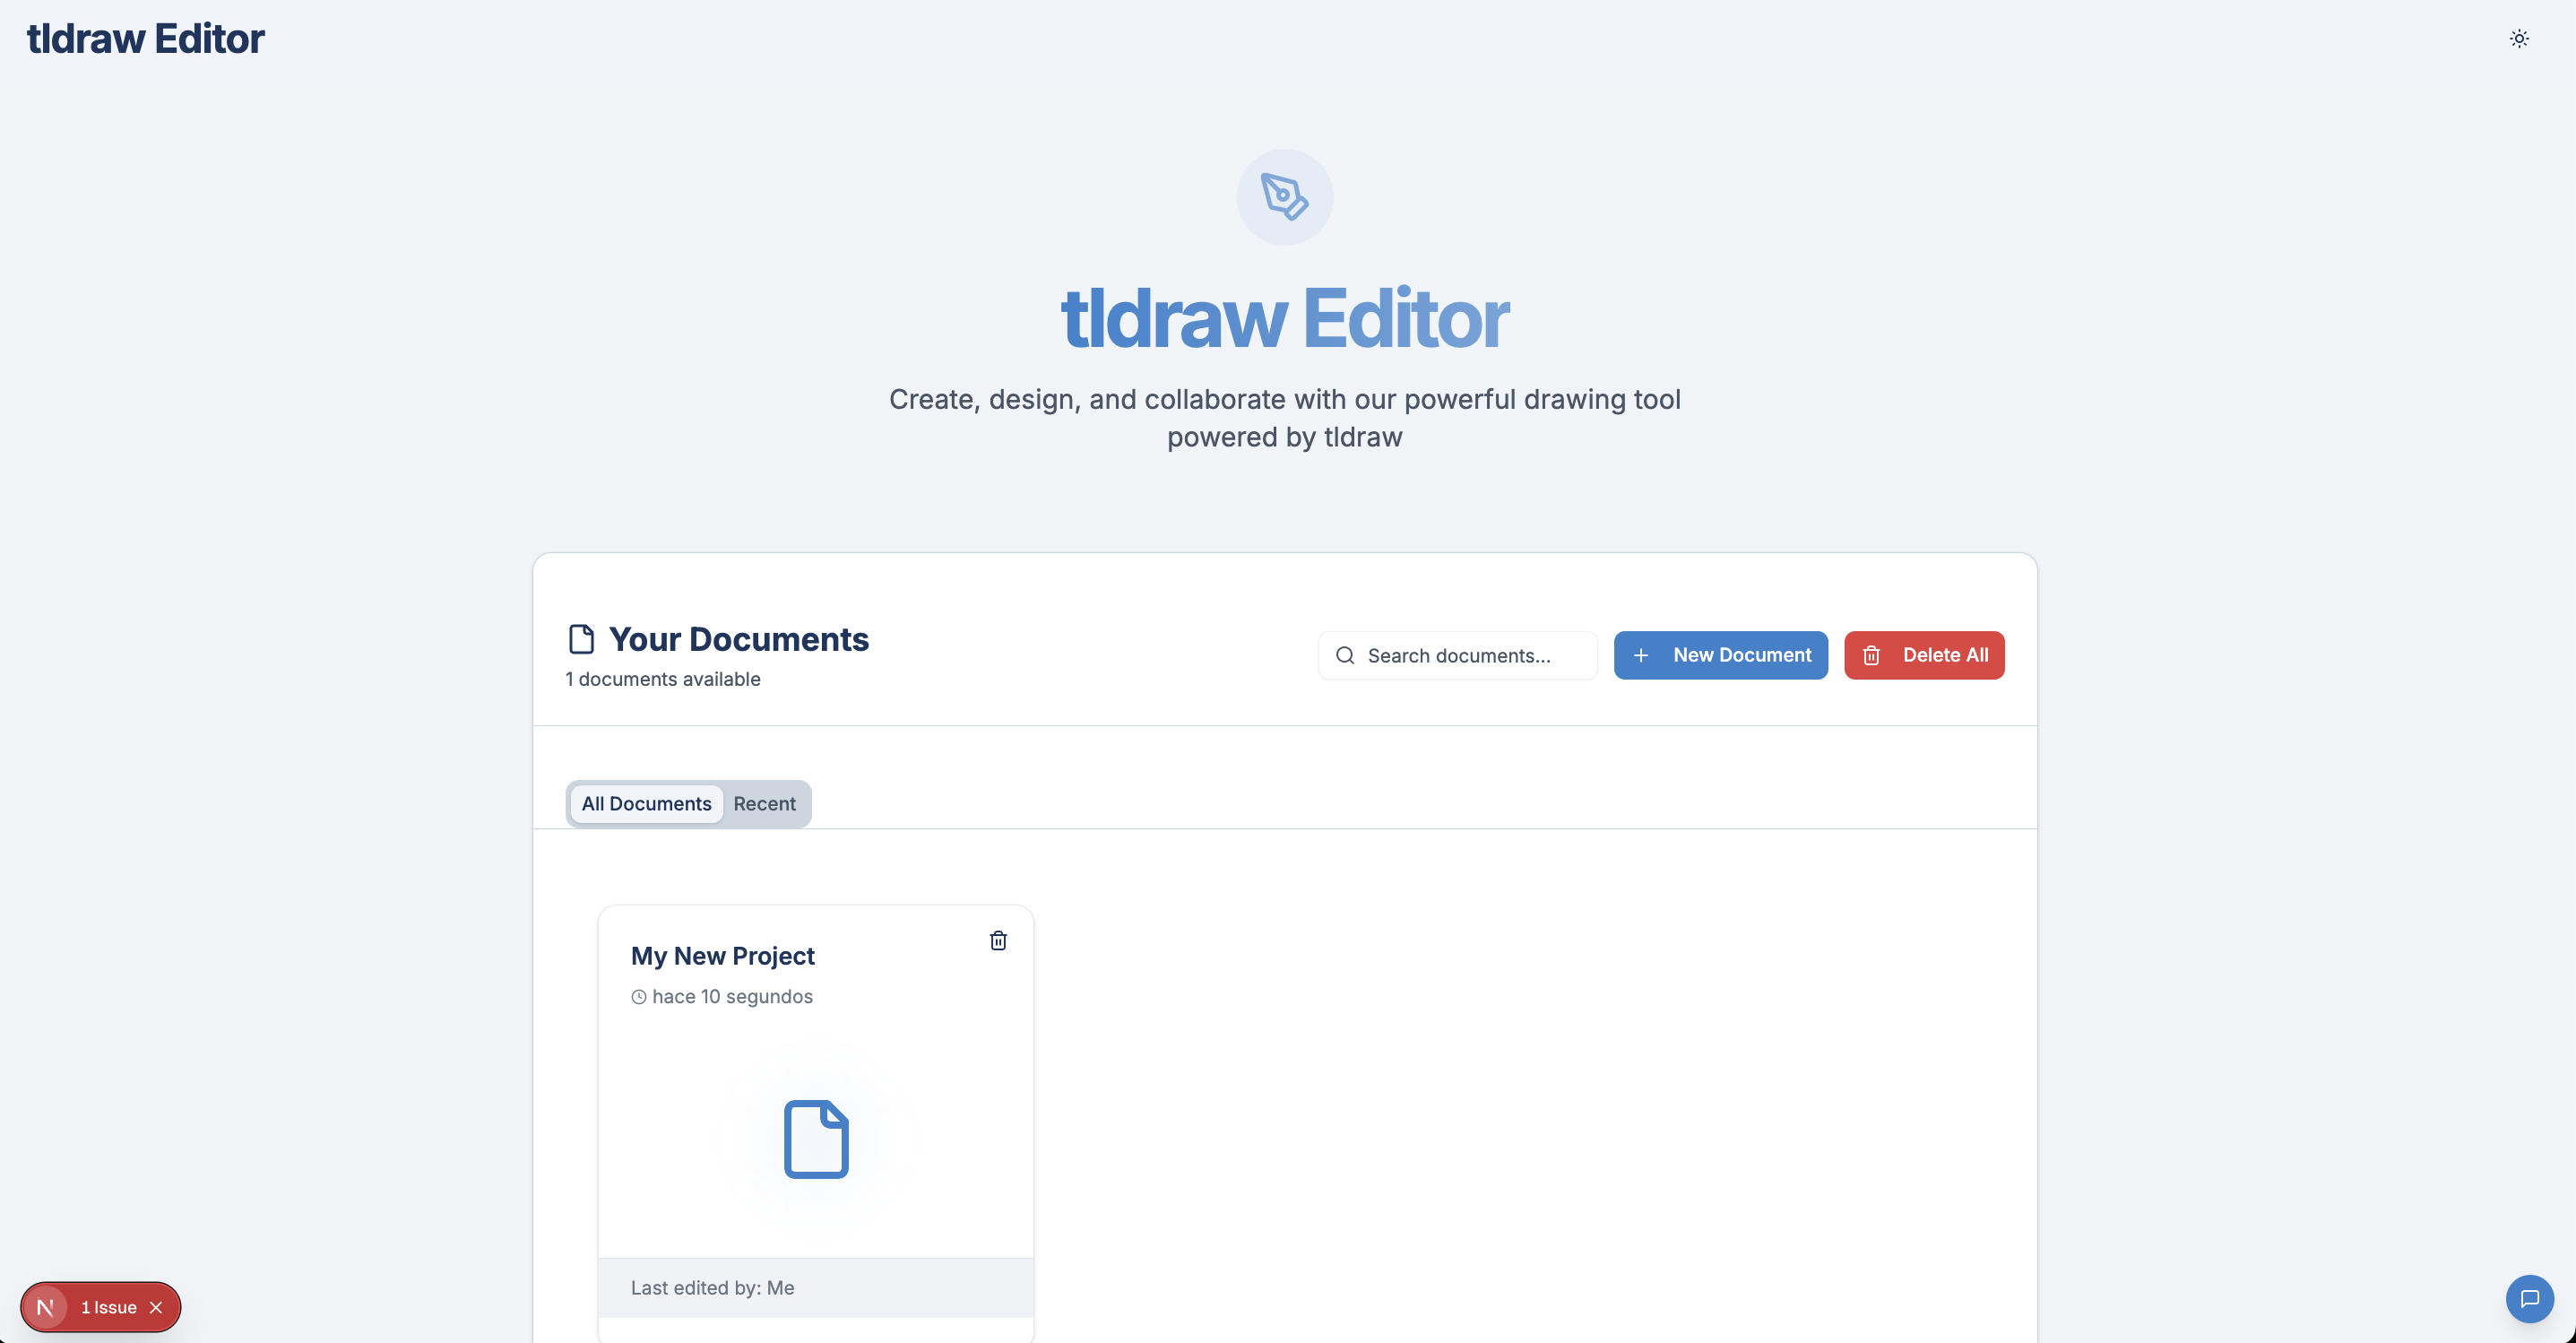 tldraw Editor
tldraw Editor
Create, design, and collaborate with our powerful drawing tool
powered by tldraw
Your Documents
1 documents available
Search documents...
New Document
Delete All
All Documents
Recent
My New Project
hace 10 segundos
Last edited by: Me
N
1 Issue